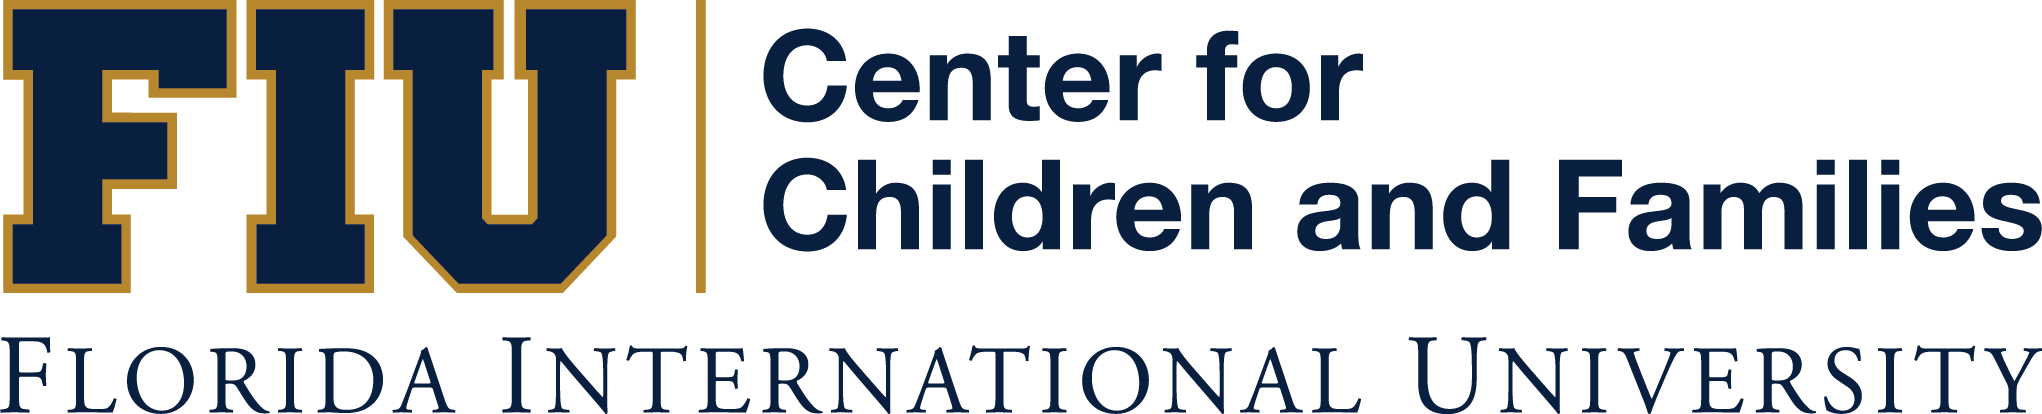 FIU
Center for
Children and Families
FLORIDA INTERNATIONAL UNIVERSITY